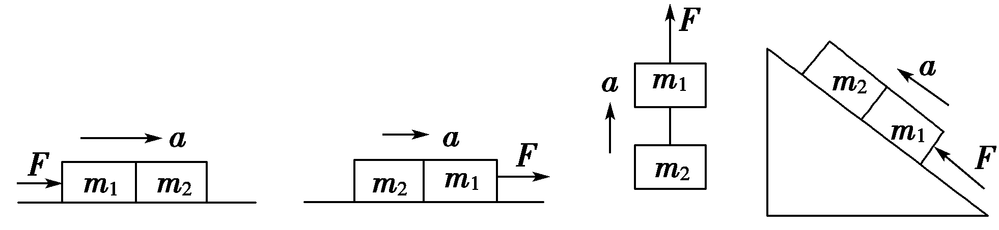 F a m₁ m₂
a F m₂ m₁
F a m₁ m₂
a m₂ m₁ F